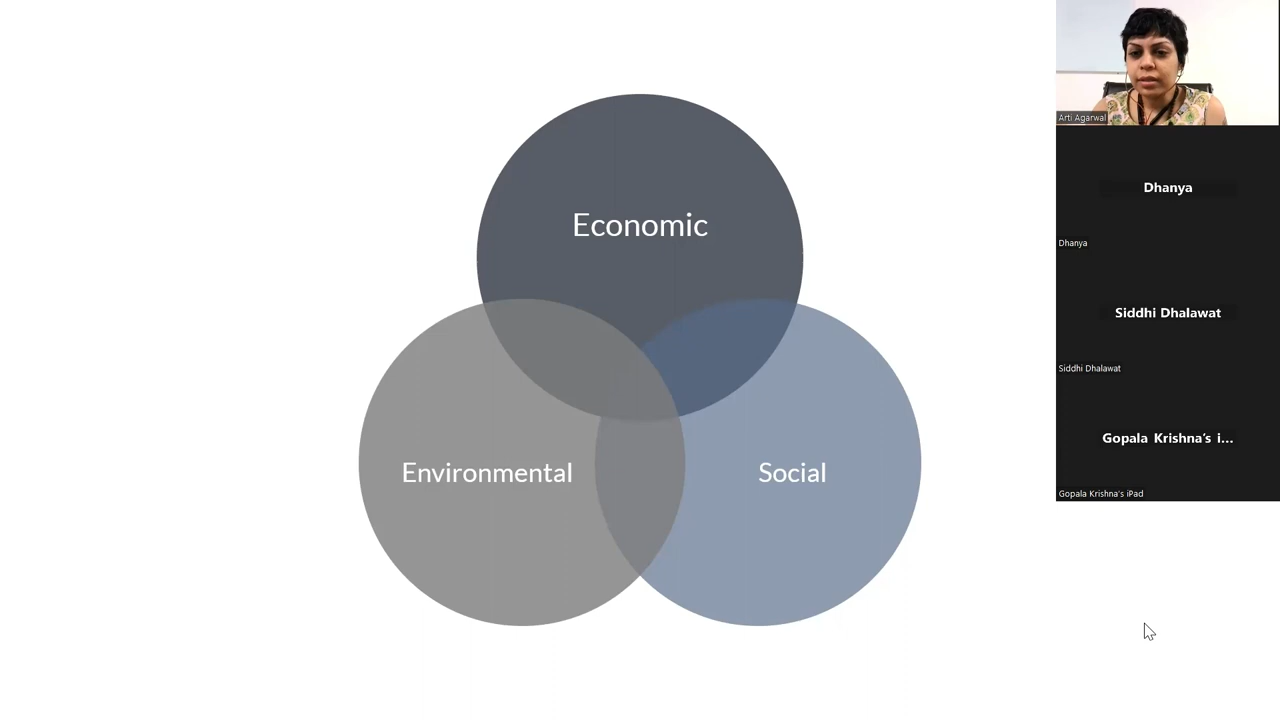 Economic
Environmental
Social
Arti Agarwal
Dhanya
Dhanya
Siddhi Dhalawat
Siddhi Dhalawat
Gopala Krishna's i...
Gopala Krishna's iPad